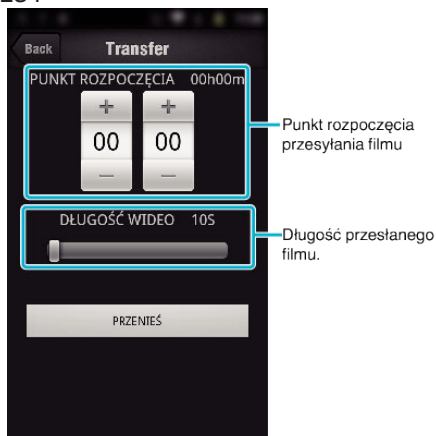 Back Transfer
PUNKT ROZPOCZĘCIA 00h00m
+ +
00 00
— —
Punkt rozpoczęcia
przesyłania filmu
DŁUGOŚĆ WIDEO 10S
Długość przesłanego
filmu.
PRZENIEŚ